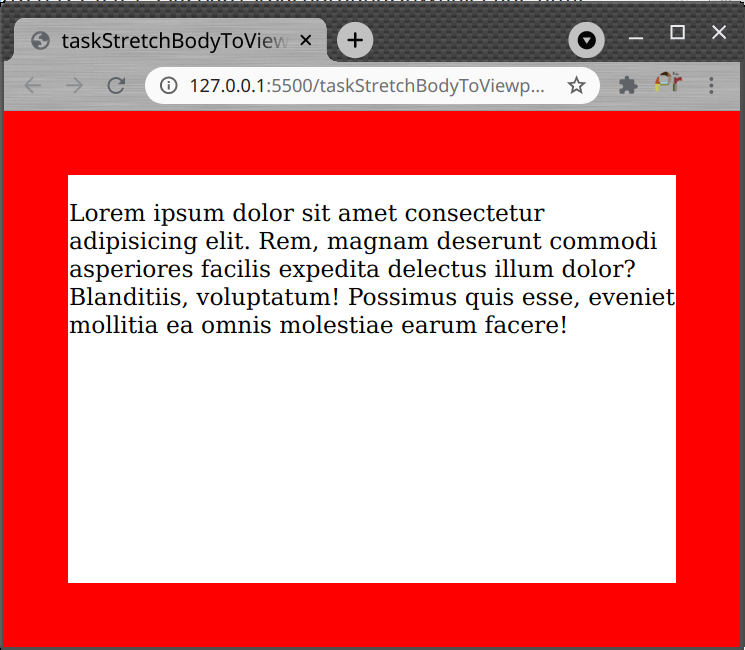 taskStretchBodyToView
127.0.0.1:5500/taskStretchBodyToViewp...
Lorem ipsum dolor sit amet consectetur
adipisicing elit. Rem, magnam deserunt commodi
asperiores facilis expedita delectus illum dolor?
Blanditiis, voluptatum! Possimus quis esse, eveniet
mollitia ea omnis molestiae earum facere!